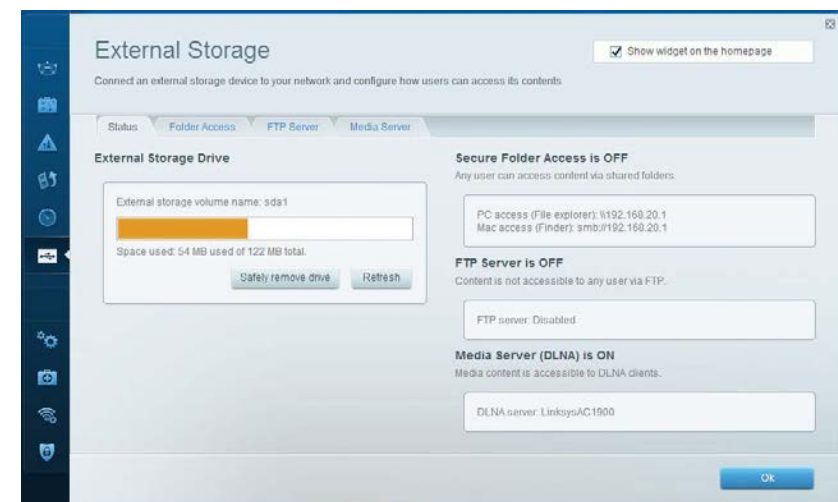 External Storage
Show widget on the homepage
Connect an external storage device to your network and configure how users can access its contents.
Status
Folder Access
FTP Server
Media Server
External Storage Drive
External storage volume name: sda1
Space used: 54 MB used of 122 MB total.
Safely remove drive
Refresh
Secure Folder Access is OFF
Any user can access content via shared folders.
PC access (File explorer): \\192.168.20.1
Mac access (Finder): smb://192.168.20.1
FTP Server is OFF
Content is not accessible to any user via FTP.
FTP server: Disabled
Media Server (DLNA) is ON
Media content is accessible to DLNA clients.
DLNA server: LinksysAC1900
Ok